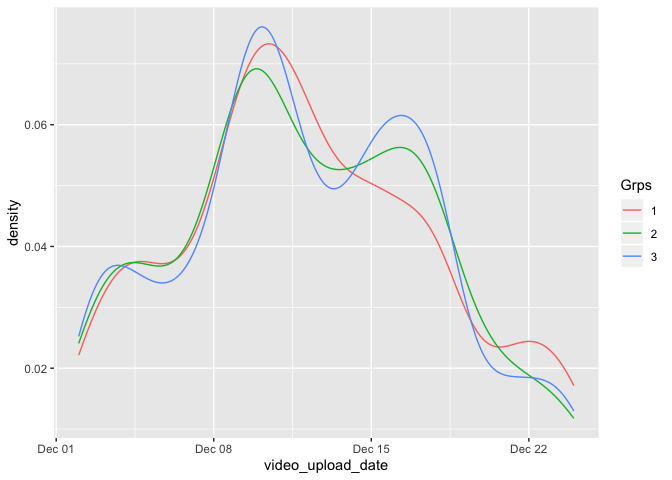 0.06
0.04
0.02
density
Dec 01
Dec 08
Dec 15
Dec 22
video_upload_date
Grps
1
2
3